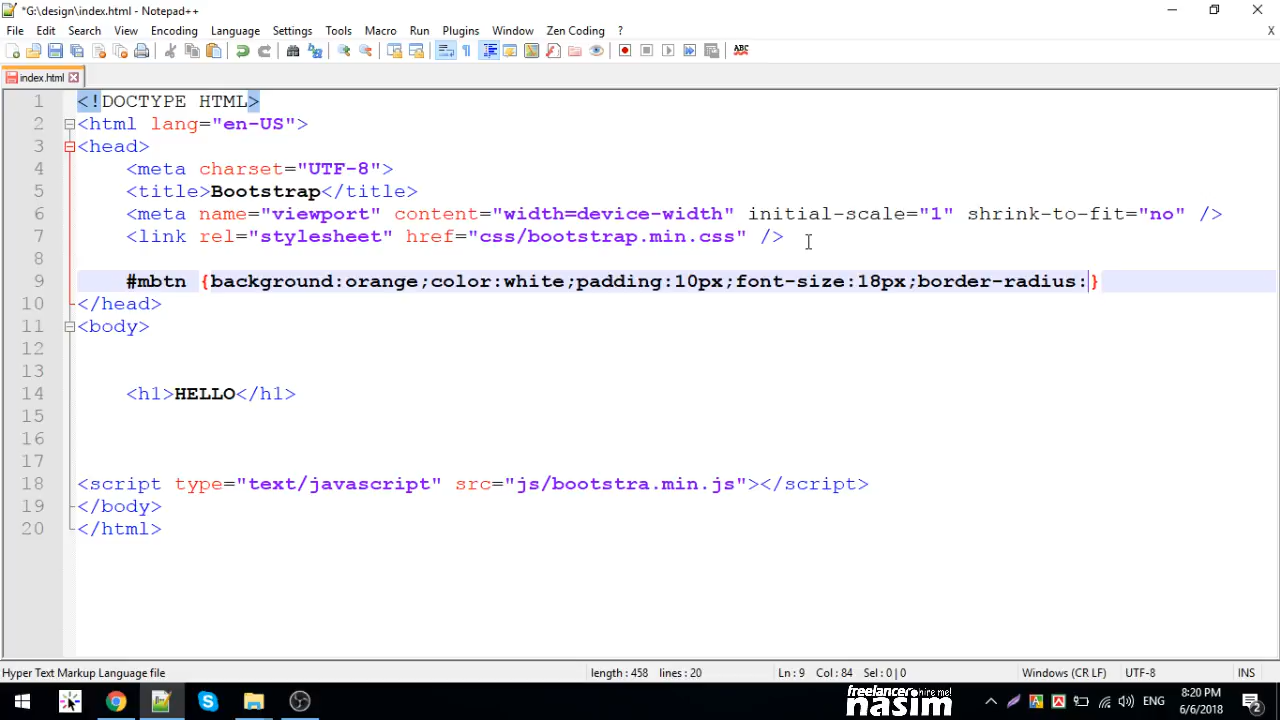 *G:\design\index.html - Notepad++
File Edit Search View Encoding Language Settings Tools Macro Run Plugins Window Zen Coding ? X
ABC
index.html
1 <!DOCTYPE HTML>
2 <html lang="en-US">
3 <head>
4 <meta charset="UTF-8">
5 <title>Bootstrap</title>
6 <meta name="viewport" content="width=device-width" initial-scale="1" shrink-to-fit="no" />
7 <link rel="stylesheet" href="css/bootstrap.min.css" />
8
9 #mbtn {background:orange;color:white;padding:10px;font-size:18px;border-radius:}
10 </head>
11 <body>
12
13
14 <h1>HELLO</h1>
15
16
17
18 <script type="text/javascript" src="js/bootstra.min.js"></script>
19 </body>
20 </html>
Hyper Text Markup Language file length : 458 lines : 20 Ln : 9 Col : 84 Sel : 0 | 0 Windows (CR LF) UTF-8 INS
freelancer hire me!
nasim
ENG
8:20 PM
6/6/2018
2